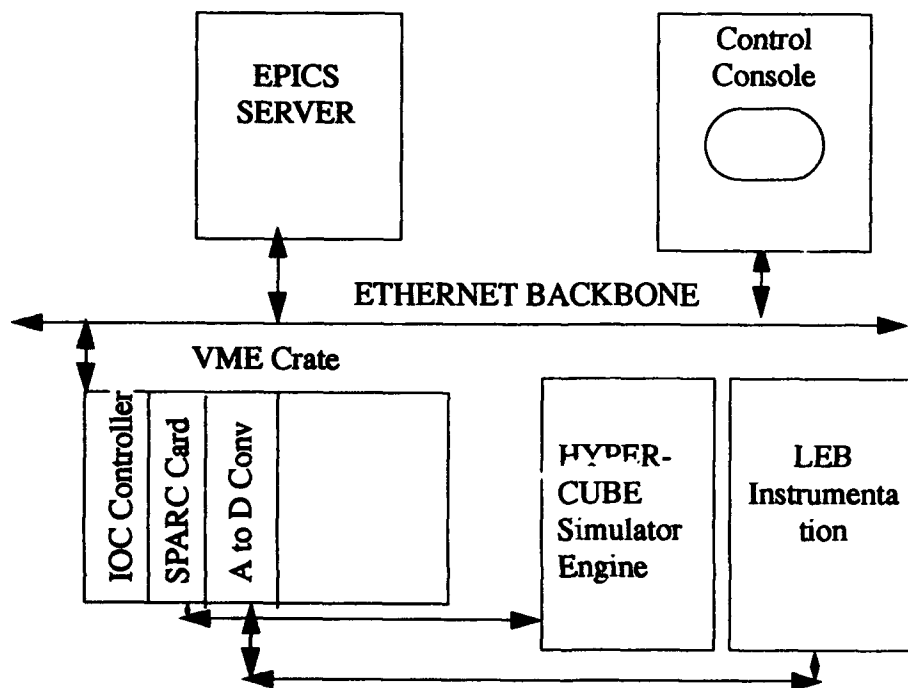 EPICS
SERVER
Control
Console
ETHERNET BACKBONE
VME Crate
IOC Controller
SPARC Card
A to D Conv
HYPER-
CUBE
Simulator
Engine
LEB
Instrumenta
tion